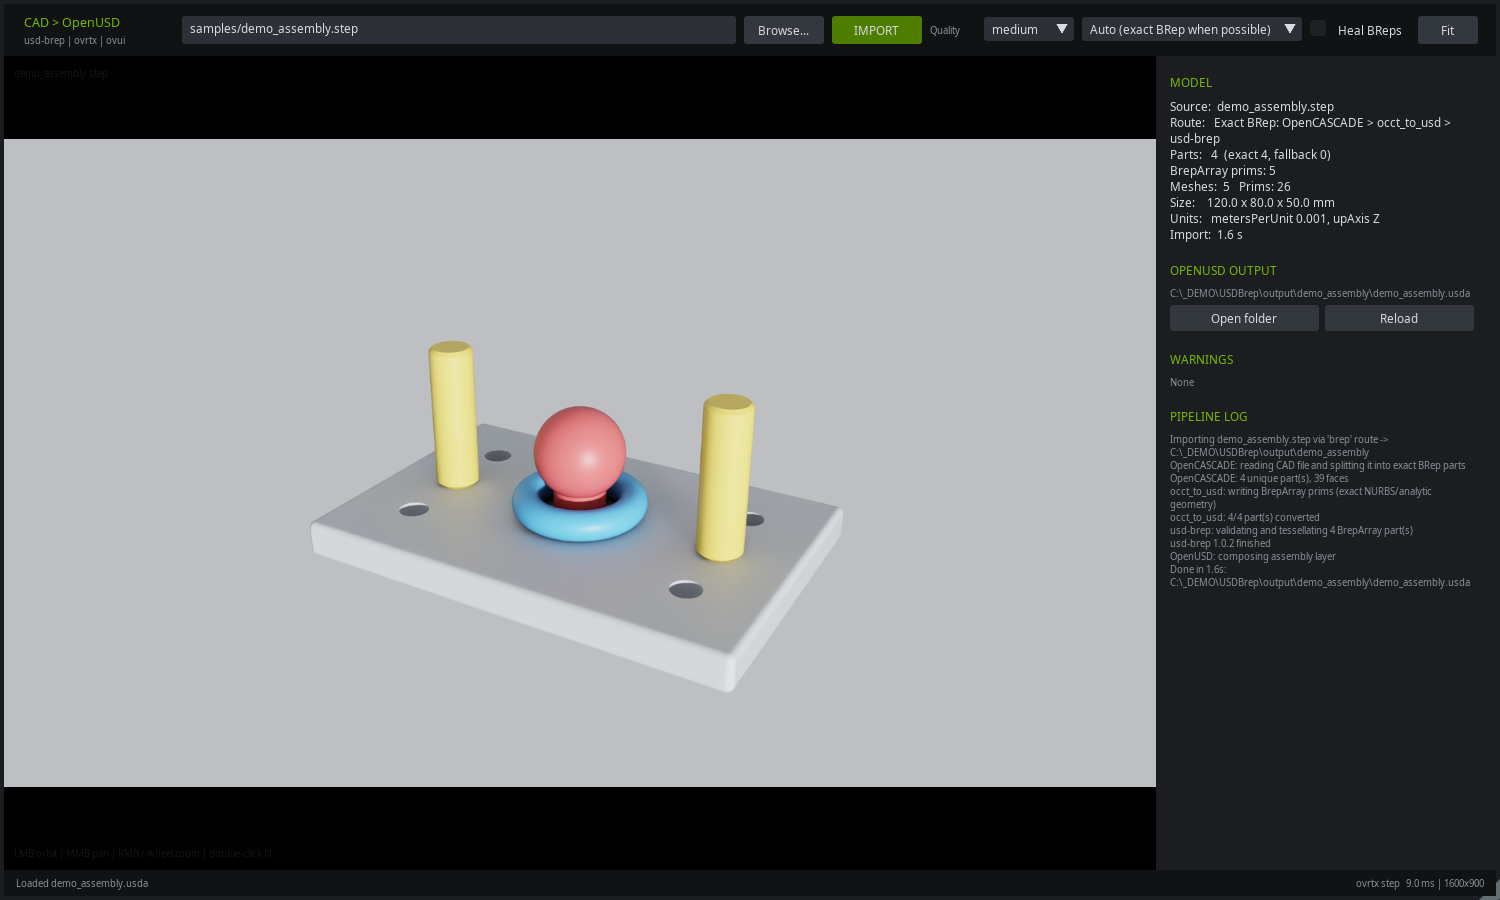 CAD > OpenUSD
usd-brep | ovrtx | ovui
samples/demo_assembly.step
Browse...
IMPORT
Quality
medium
Auto (exact BRep when possible)
Heal BReps
Fit
demo_assembly.step
MODEL
Source: demo_assembly.step
Route: Exact BRep: OpenCASCADE > occt_to_usd >
usd-brep
Parts: 4 (exact 4, fallback 0)
BrepArray prims: 5
Meshes: 5 Prims: 26
Size: 120.0 x 80.0 x 50.0 mm
Units: metersPerUnit 0.001, upAxis Z
Import: 1.6 s
OPENUSD OUTPUT
C:\_DEMO\USDBrep\output\demo_assembly\demo_assembly.usda
Open folder
Reload
WARNINGS
None
PIPELINE LOG
Importing demo_assembly.step via 'brep' route ->
C:\_DEMO\USDBrep\output\demo_assembly
OpenCASCADE: reading CAD file and splitting it into exact BRep parts
OpenCASCADE: 4 unique part(s), 39 faces
occt_to_usd: writing BrepArray prims (exact NURBS/analytic
geometry)
occt_to_usd: 4/4 part(s) converted
usd-brep: validating and tessellating 4 BrepArray part(s)
usd-brep 1.0.2 finished
OpenUSD: composing assembly layer
Done in 1.6s:
C:\_DEMO\USDBrep\output\demo_assembly\demo_assembly.usda
LMB orbit | MMB pan | RMB / wheel zoom | double-click fit
Loaded demo_assembly.usda
ovrtx step 9.0 ms | 1600x900